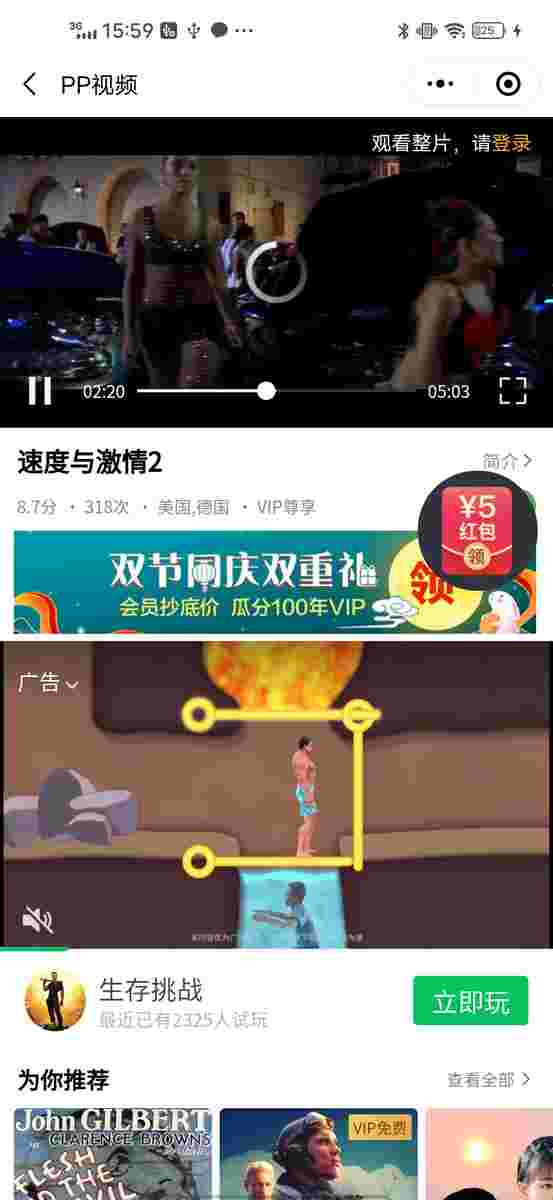 3G 15:59 25
PP视频
观看整片，请登录
02:20 05:03
速度与激情2 简介
8.7分 · 318次 · 美国,德国 · VIP尊享
¥5
红包
领
双节同庆双重礼
会员抄底价 瓜分100年VIP
领
广告
生存挑战
最近已有2325人试玩
立即玩
为你推荐 查看全部
John GILBERT
CLARENCE BROWNS
FLESH
VIP免费